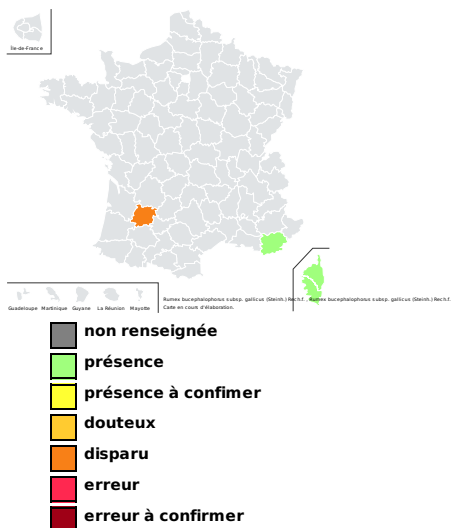 Île-de-France
Guadeloupe Martinique Guyane La Réunion Mayotte
Rumex bucephalophorus subsp. gallicus (Steinh.) Rech.f. , Rumex bucephalophorus subsp. gallicus (Steinh.) Rech.f.
Carte en cours d'élaboration.
non renseignée
présence
présence à confimer
douteux
disparu
erreur
erreur à confirmer